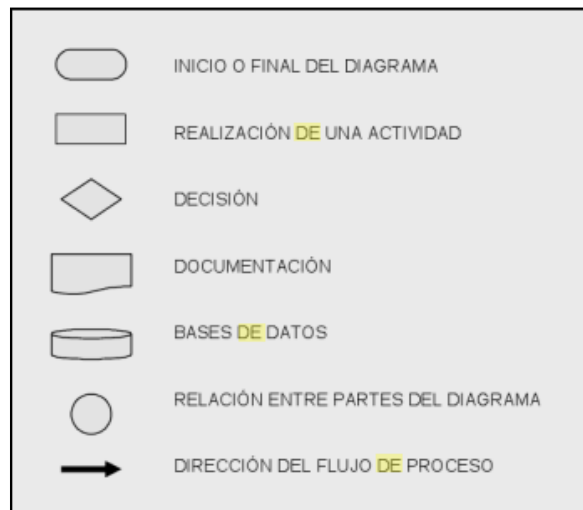 INICIO O FINAL DEL DIAGRAMA
REALIZACIÓN DE UNA ACTIVIDAD
DECISIÓN
DOCUMENTACIÓN
BASES DE DATOS
RELACIÓN ENTRE PARTES DEL DIAGRAMA
DIRECCIÓN DEL FLUJO DE PROCESO